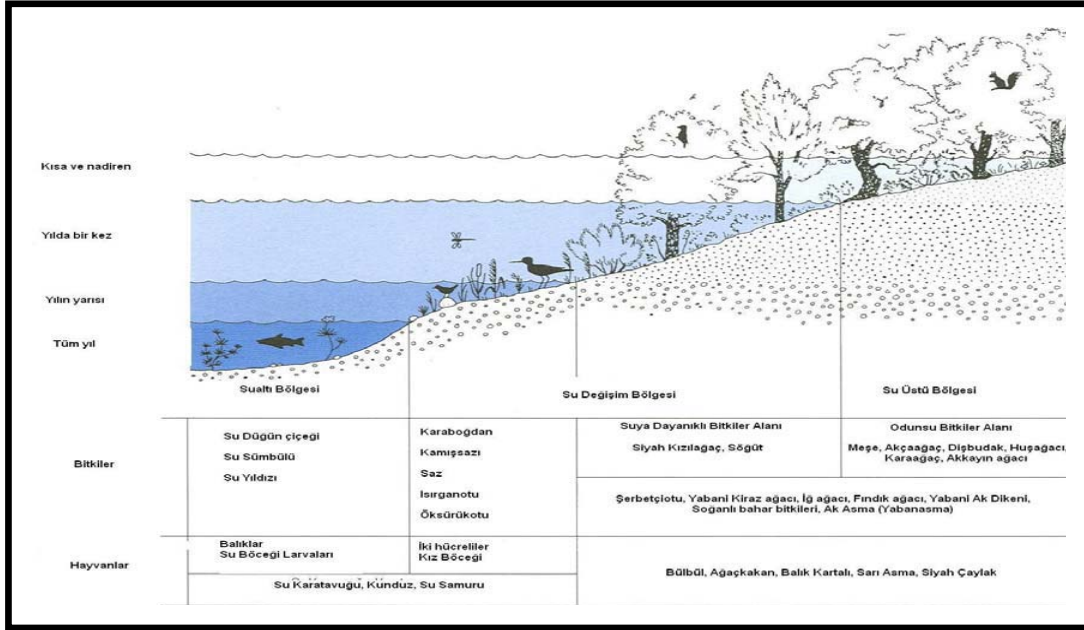 Kısa ve nadiren
Yılda bir kez
Yılın yarısı
Tüm yıl
Sualtı Bölgesi
Su Değişim Bölgesi
Su Üstü Bölgesi
Bitkiler
Su Düğün çiçeği
Su Sümbülü
Su Yıldızı
Karaboğdan
Kamışsazı
Saz
Isırganotu
Öksürükotu
Suya Dayanıklı Bitkiler Alanı
Siyah Kızılağaç, Söğüt
Odunsu Bitkiler Alanı
Meşe, Akçaağaç, Dişbudak, Huşağacı,
Karaağaç, Akkayın ağacı
Şerbetçiotu, Yabani Kiraz ağacı, İğ ağacı, Fındık ağacı, Yabani Ak Dikeni,
Soğanlı bahar bitkileri, Ak Asma (Yabanasma)
Hayvanlar
Balıklar
Su Böceği Larvaları
İki hücreliler
Kız Böceği
Su Karatavuğu, Kunduz, Su Samuru
Bülbül, Ağaçkakan, Balık Kartalı, Sarı Asma, Siyah Çaylak